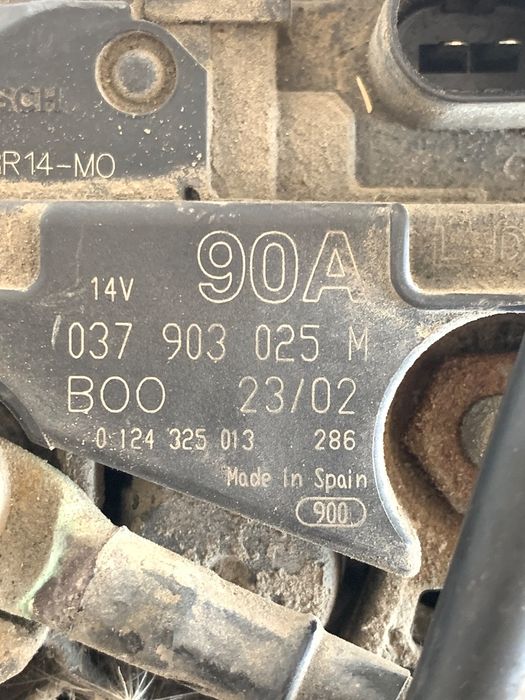 SCH
R14-MO
90A
14V
037 903 025 M
BOO 23/02
0 124 325 013 286
Made in Spain
900